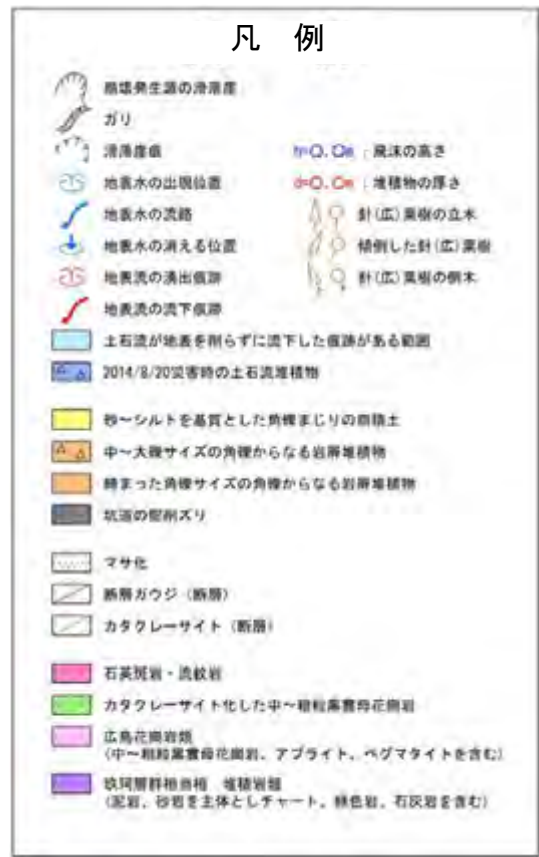 凡 例
崩壊発生源の滑落崖
ガリ
滑落崖痕
地表水の出現位置
地表水の流路
地表水の消える位置
地表流の湧出痕跡
地表流の流下痕跡
h=〇.〇m : 飛沫の高さ
d=〇.〇m : 堆積物の厚さ
針(広)葉樹の立木
傾倒した針(広)葉樹
針(広)葉樹の倒木
土石流が地表を削らずに流下した痕跡がある範囲
2014/8/20災害時の土石流堆積物
砂～シルトを基質とした角礫まじりの崩積土
中～大礫サイズの角礫からなる岩屑堆積物
締まった角礫サイズの角礫からなる岩屑堆積物
坑道の掘削ズリ
マサ化
断層ガウジ (断層)
カタクレーサイト (断層)
石英斑岩・流紋岩
カタクレーサイト化した中～粗粒黒雲母花崗岩
広島花崗岩類
(中～粗粒黒雲母花崗岩、アプライト、ペグマタイトを含む)
玖珂層群相当相 堆積岩類
(泥岩、砂岩を主体としチャート、緑色岩、石灰岩を含む)